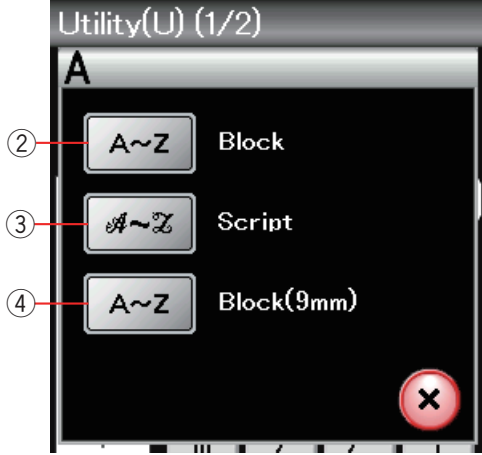 Utility(U) (1/2)
A
② A~Z Block
③ 𝒜~𝒵 Script
④ A~Z Block(9mm)
×